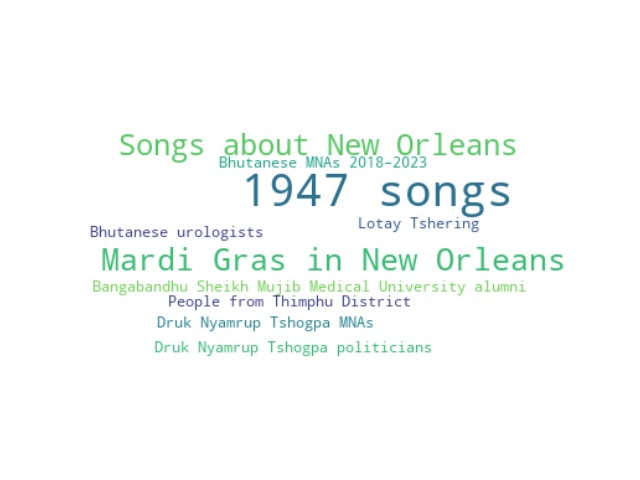 Songs about New Orleans
Bhutanese MNAs 2018–2023
1947 songs
Lotay Tshering
Bhutanese urologists
Mardi Gras in New Orleans
Bangabandhu Sheikh Mujib Medical University alumni
People from Thimphu District
Druk Nyamrup Tshogpa MNAs
Druk Nyamrup Tshogpa politicians